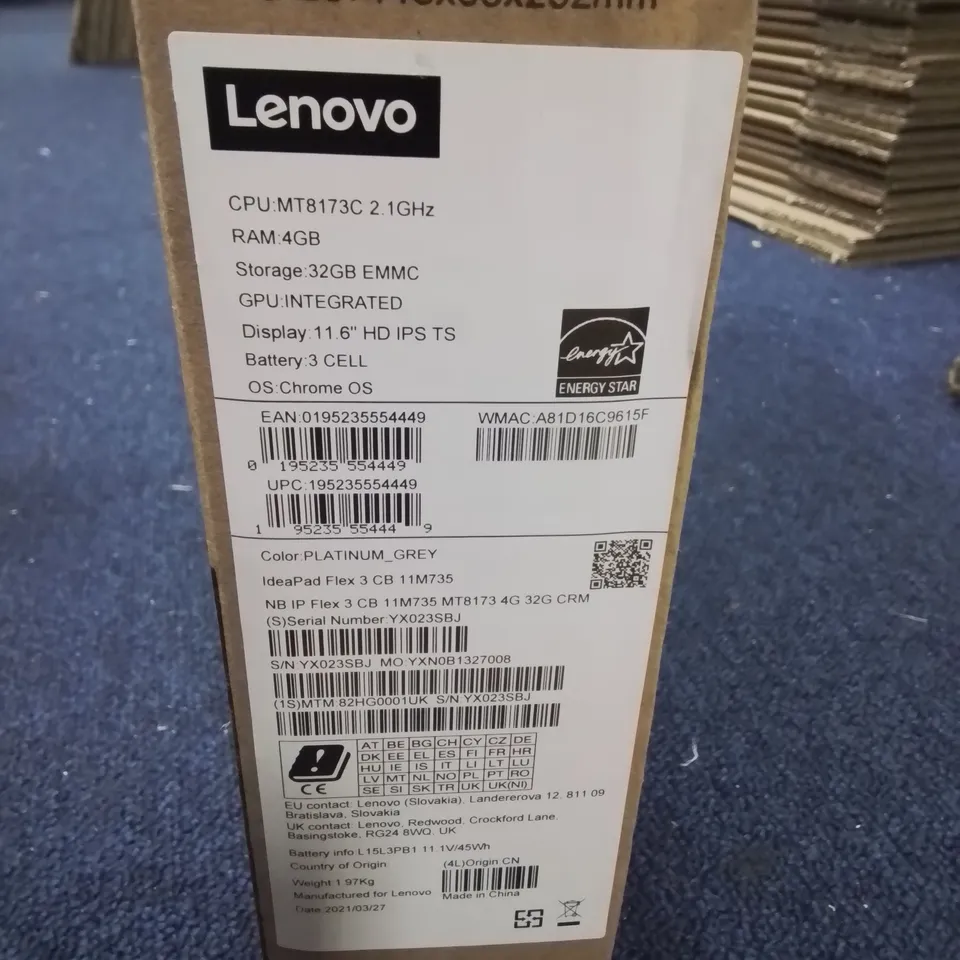 Lenovo
CPU:MT8173C 2.1GHz
RAM:4GB
Storage:32GB EMMC
GPU:INTEGRATED
Display:11.6" HD IPS TS
Battery:3 CELL
OS:Chrome OS
energy
ENERGY STAR
EAN:0195235554449
WMAC:A81D16C9615F
0 195235 554449
UPC:195235554449
1 95235 55444 9
Color:PLATINUM_GREY
IdeaPad Flex 3 CB 11M735
NB IP Flex 3 CB 11M735 MT8173 4G 32G CRM
(S)Serial Number:YX023SBJ
S/N YX023SBJ MO:YXN0B1327008
(1S)MTM:82HG0001UK S/N YX023SBJ
CE
AT BE BG CH CY CZ DE
DK EE EL ES FI FR HR
HU IE IS IT LI LT LU
LV MT NL NO PL PT RO
SE SI SK TR UK UK(NI)
EU contact: Lenovo (Slovakia), Landererova 12, 811 09
Bratislava, Slovakia
UK contact: Lenovo, Redwood, Crockford Lane,
Basingstoke, RG24 8WQ, UK
Battery info:L15L3PB1 11.1V/45Wh
Country of Origin:
(4L)Origin:CN
Weight:1.97Kg
Manufactured for Lenovo
Made in China
Date:2021/03/27